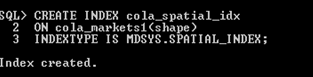 SQL> CREATE INDEX cola_spatial_idx
2 ON cola_markets1(shape)
3 INDEXTYPE IS MDSYS.SPATIAL_INDEX;
Index created.